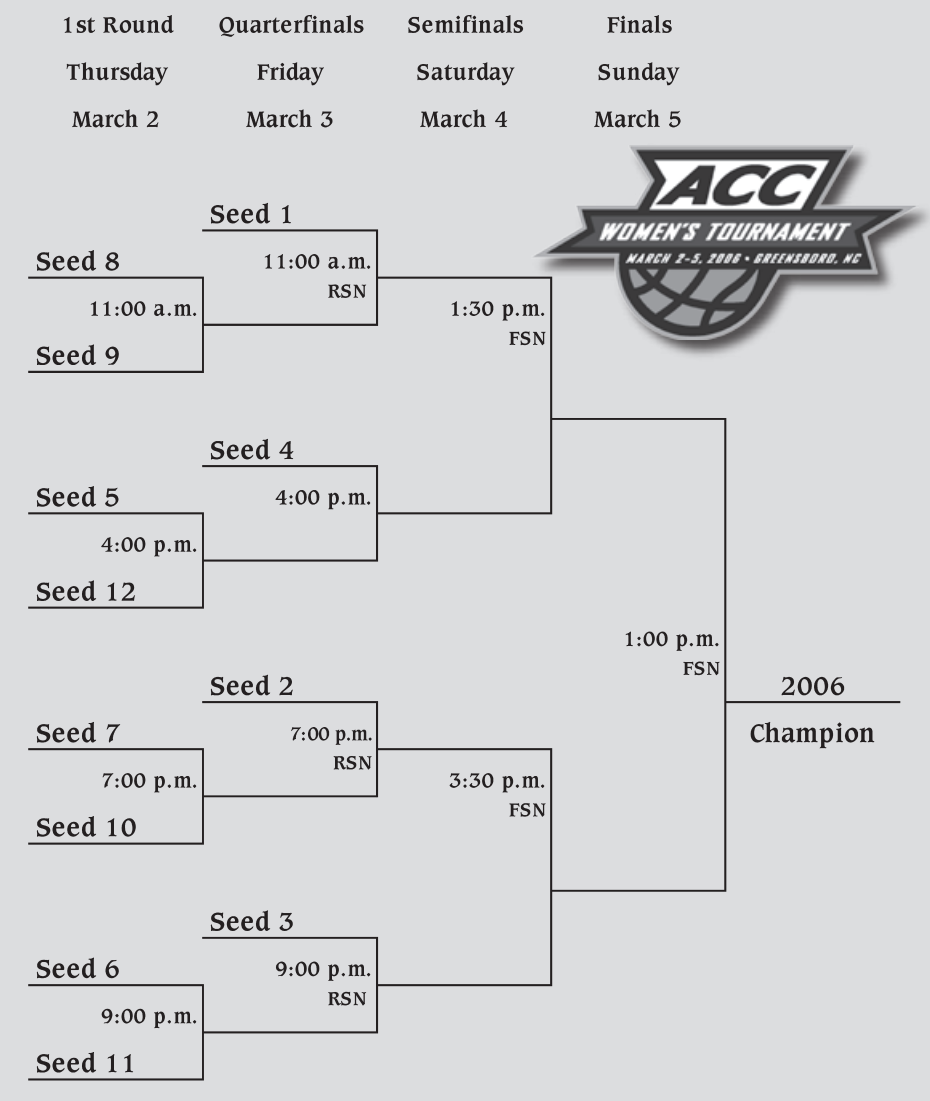 1st Round Quarterfinals Semifinals Finals
Thursday Friday Saturday Sunday
March 2 March 3 March 4 March 5
ACC
WOMEN'S TOURNAMENT
MARCH 2-5, 2006 • GREENSBORO, NC
Seed 1
Seed 8
11:00 a.m.
RSN
11:00 a.m.
1:30 p.m.
FSN
Seed 9
Seed 4
Seed 5
4:00 p.m.
4:00 p.m.
Seed 12
1:00 p.m.
FSN
Seed 2
2006
Champion
Seed 7
7:00 p.m.
RSN
7:00 p.m.
3:30 p.m.
FSN
Seed 10
Seed 3
Seed 6
9:00 p.m.
RSN
9:00 p.m.
Seed 11